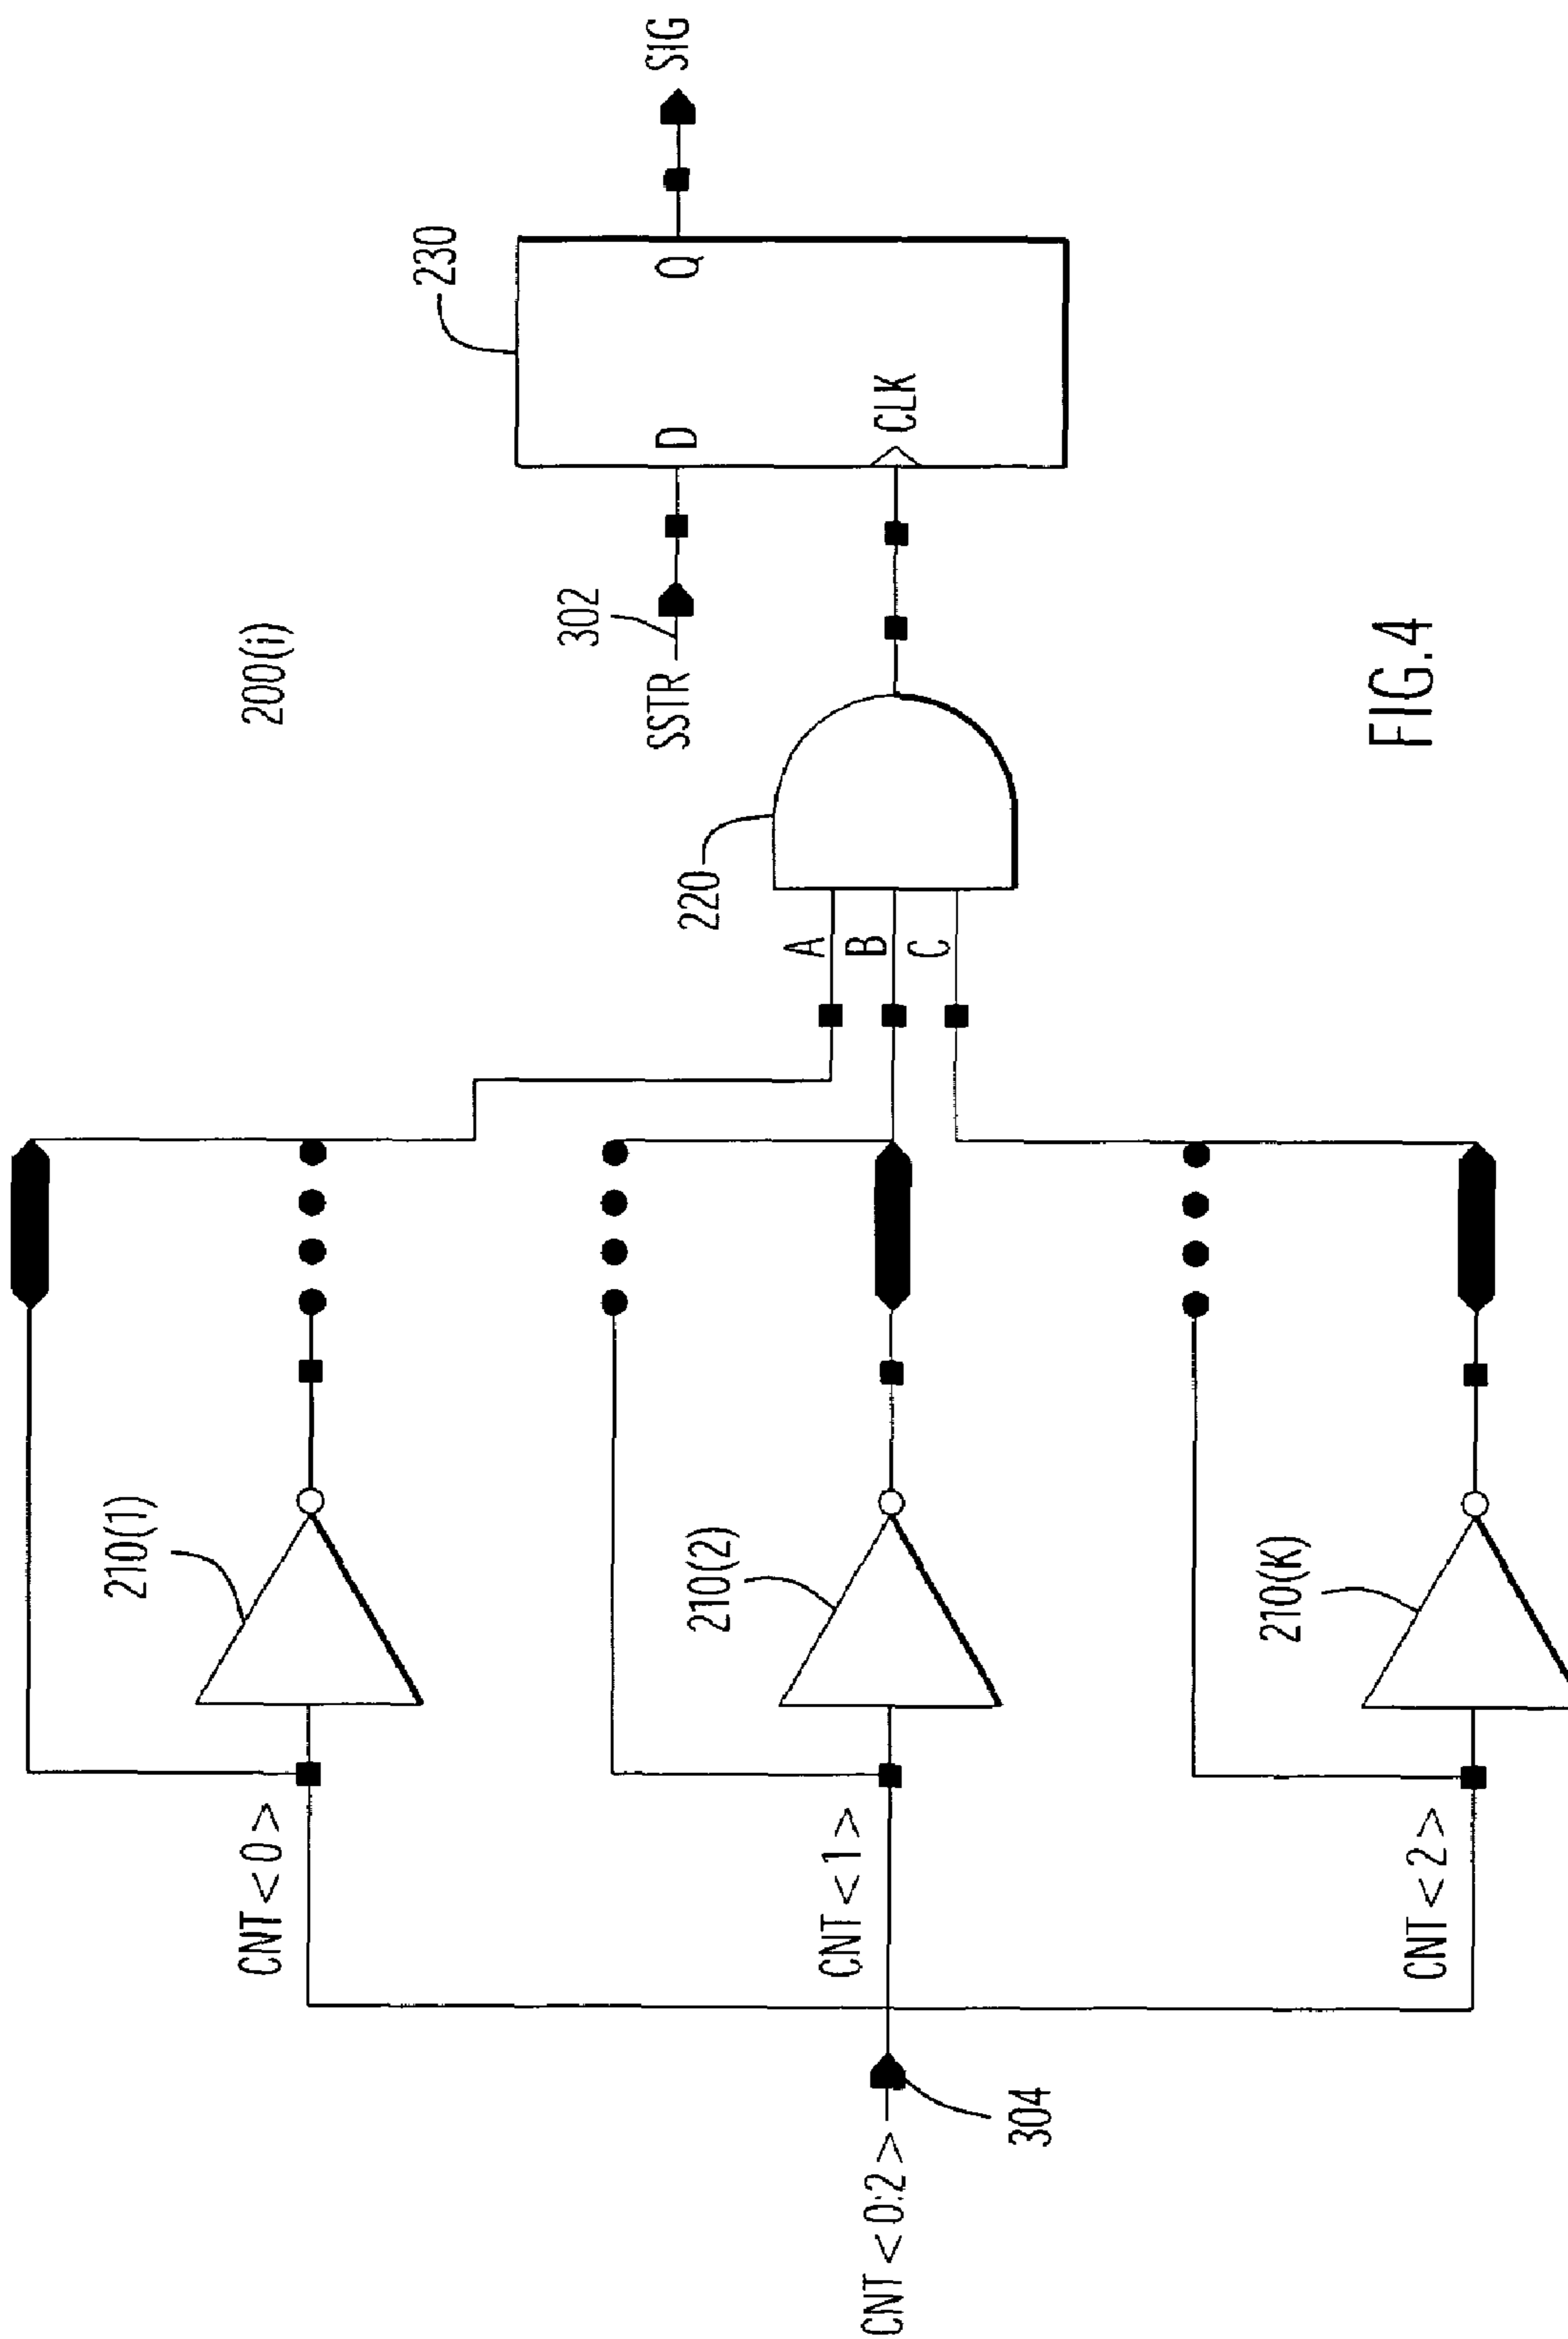 200(i)
CNT<0:2>
304
CNT<0>
210(1)
CNT<1>
210(2)
CNT<2>
210(K)
A
B
C
220
SSTR
302
D
CLK
Q
230
SIG
FIG.4